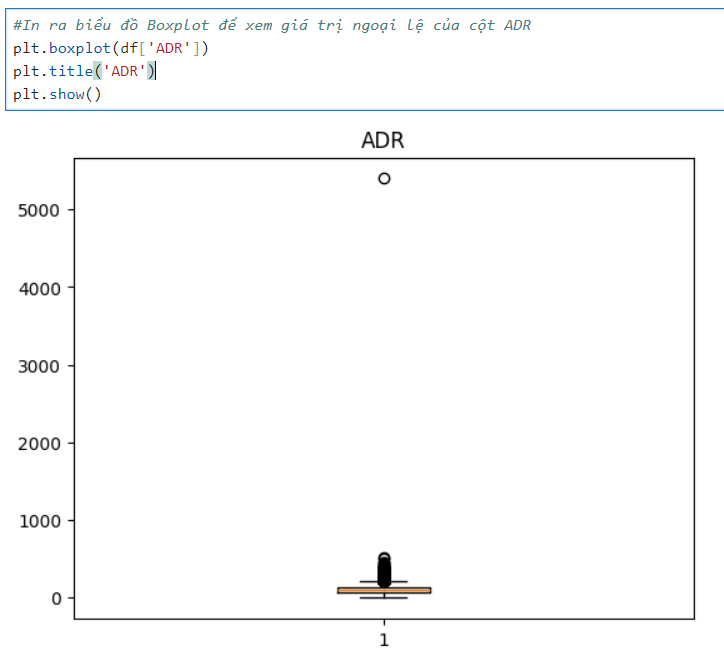 #In ra biểu đồ Boxplot để xem giá trị ngoại lệ của cột ADR
plt.boxplot(df['ADR'])
plt.title('ADR')
plt.show()
ADR
5000
4000
3000
2000
1000
0
1